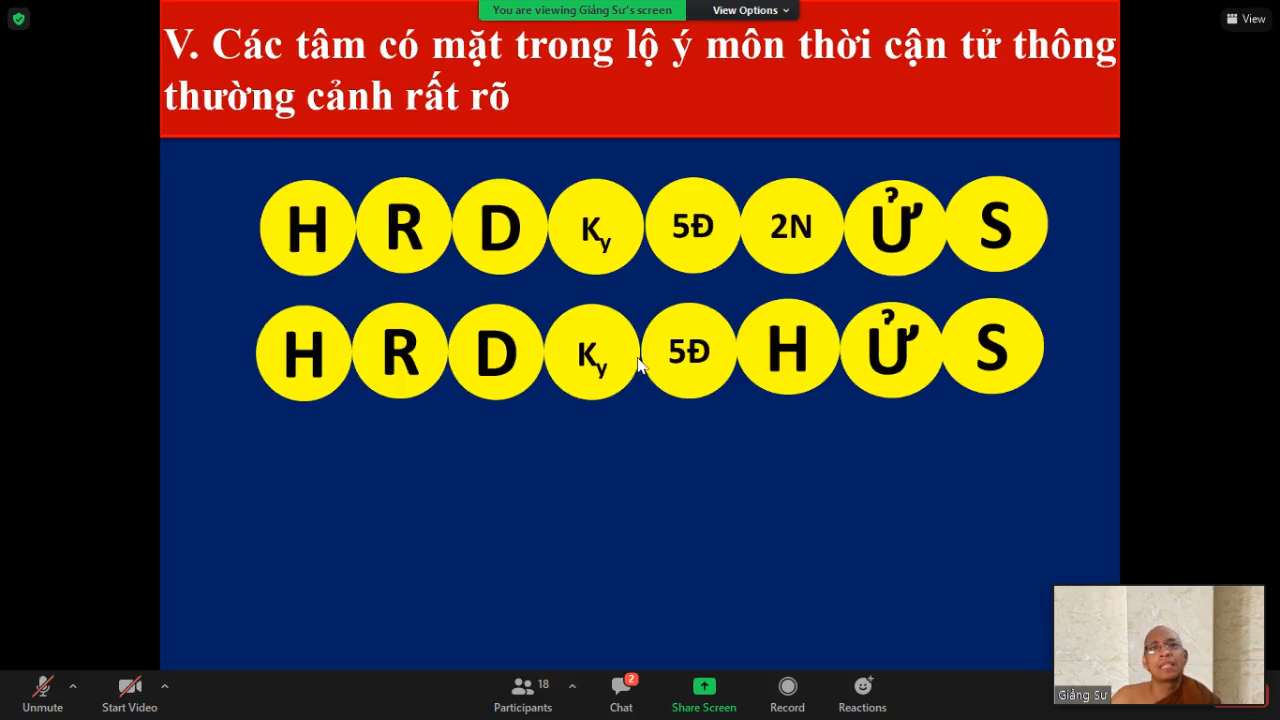 You are viewing Giảng Sư's screen View Options
View
V. Các tâm có mặt trong lộ ý môn thời cận tử thông
thường cảnh rất rõ
H R D Ky 5Đ 2N Ử S
H R D Ky 5Đ H Ử S
Giảng Sư
18
2
Unmute Start Video Participants Chat Share Screen Record Reactions